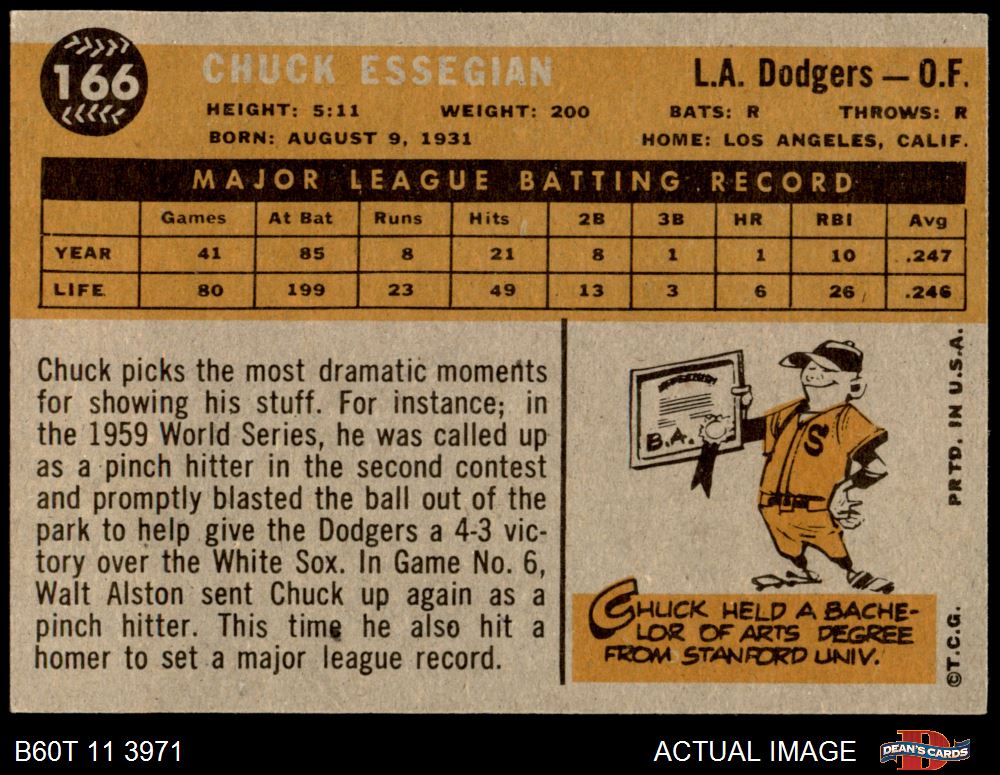 166
CHUCK ESSEGIAN
L.A. Dodgers — O.F.
HEIGHT: 5:11 WEIGHT: 200 BATS: R THROWS: R
BORN: AUGUST 9, 1931 HOME: LOS ANGELES, CALIF.
MAJOR LEAGUE BATTING RECORD
Games At Bat Runs Hits 2B 3B HR RBI Avg
YEAR 41 85 8 21 8 1 1 10 .247
LIFE 80 199 23 49 13 3 6 26 .246
Chuck picks the most dramatic moments
for showing his stuff. For instance; in
the 1959 World Series, he was called up
as a pinch hitter in the second contest
and promptly blasted the ball out of the
park to help give the Dodgers a 4-3 vic-
tory over the White Sox. In Game No. 6,
Walt Alston sent Chuck up again as a
pinch hitter. This time he also hit a
homer to set a major league record.
B.A.
S
CHUCK HELD A BACHE-
LOR OF ARTS DEGREE
FROM STANFORD UNIV.
©T.C.G. PRTD. IN U.S.A.
B60T 11 3971
ACTUAL IMAGE
D
DEAN'S CARDS